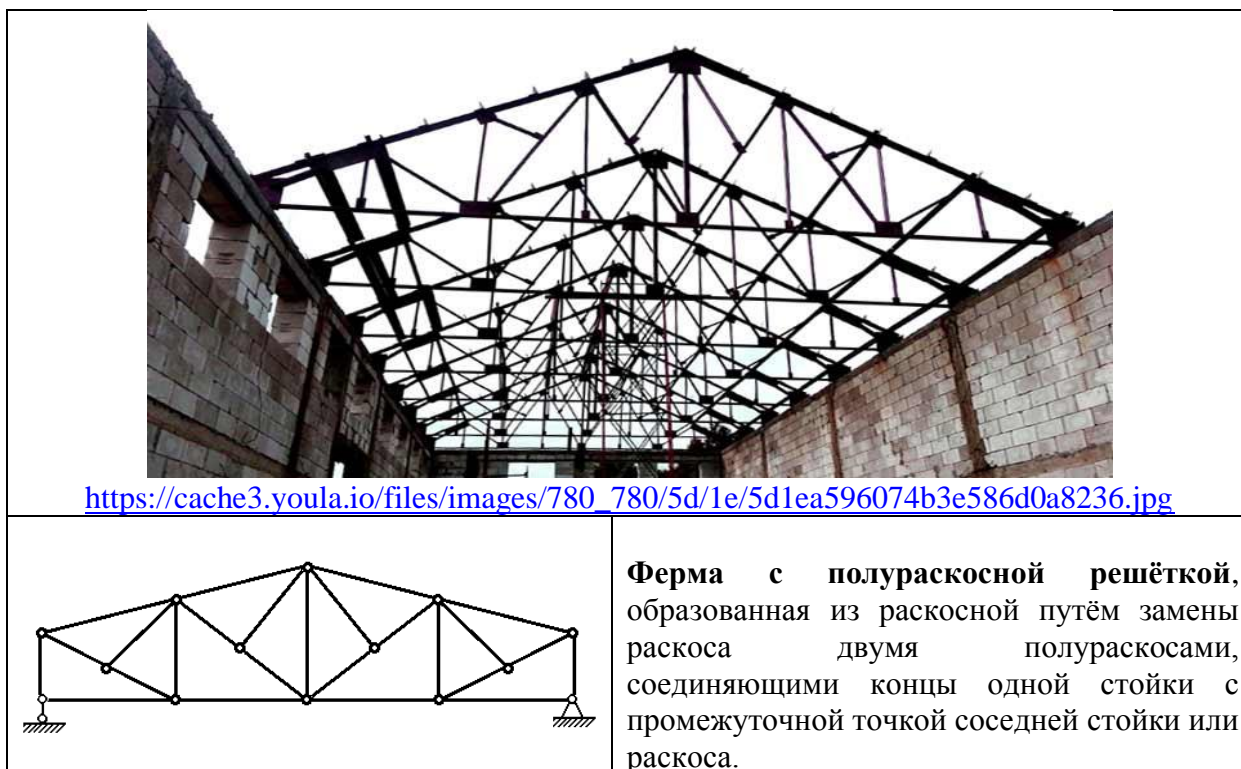 https://cache3.youla.io/files/images/780_780/5d/1e/5d1ea596074b3e586d0a8236.jpg
Ферма с полураскосной решёткой,
образованная из раскосной путём замены
раскоса двумя полураскосами,
соединяющими концы одной стойки с
промежуточной точкой соседней стойки или
раскоса.